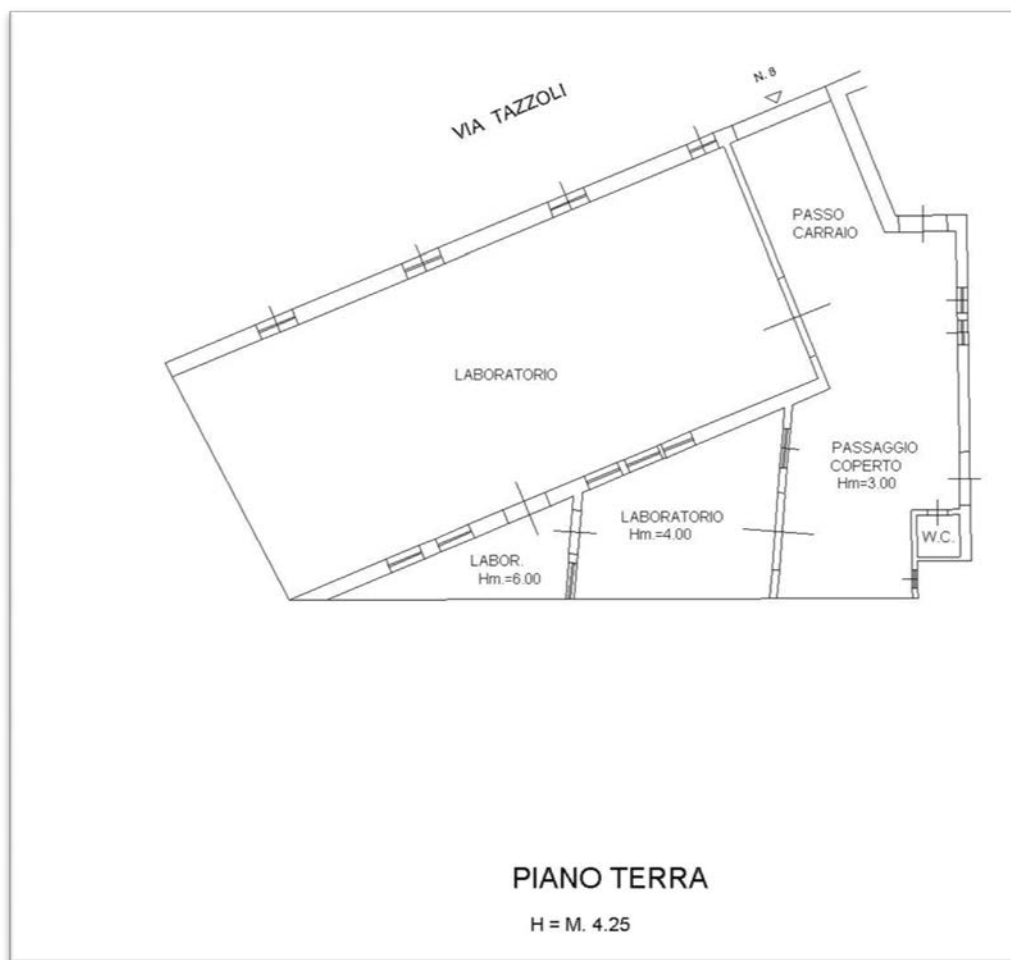 VIA TAZZOLI
N. 8
PASSO
CARRAIO
LABORATORIO
PASSAGGIO
COPERTO
Hm=3.00
LABORATORIO
Hm.=4.00
W.C.
LABOR.
Hm.=6.00
PIANO TERRA
H = M. 4.25